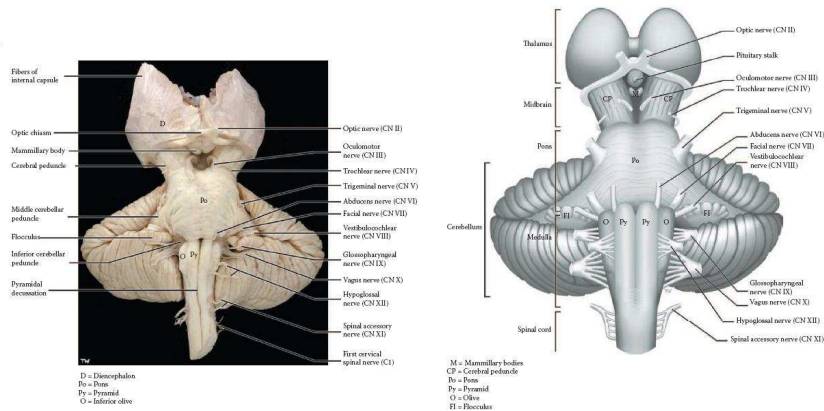 Fibers of
internal capsule
D
Optic chiasm
Mammillary body
Cerebral peduncle
Po
Middle cerebellar
peduncle
Flocculus
Inferior cerebellar
peduncle
O
Py
Pyramidal
decussation
Optic nerve (CN II)
Oculomotor
nerve (CN III)
Trochlear nerve (CN IV)
Trigeminal nerve (CN V)
Abducens nerve (CN VI)
Facial nerve (CN VII)
Vestibulocochlear
nerve (CN VIII)
Glossopharyngeal
nerve (CN IX)
Vagus nerve (CN X)
Hypoglossal
nerve (CN XII)
Spinal accessory
nerve (CN XI)
First cervical
spinal nerve (C1)
TW
D = Diencephalon
Po = Pons
Py = Pyramid
O = Inferior olive
Thalamus
Midbrain
Pons
Cerebellum
Medulla
Spinal cord
M
CP
CP
Po
Fl
Fl
O
Py
Py
O
Optic nerve (CN II)
Pituitary stalk
Oculomotor nerve (CN III)
Trochlear nerve (CN IV)
Trigeminal nerve (CN V)
Abducens nerve (CN VI)
Facial nerve (CN VII)
Vestibulocochlear
nerve (CN VIII)
Glossopharyngeal
nerve (CN IX)
Vagus nerve (CN X)
Hypoglossal nerve (CN XII)
Spinal accessory nerve (CN XI)
M = Mammillary bodies
CP = Cerebral peduncle
Po = Pons
Py = Pyramid
O = Olive
Fl = Flocculus